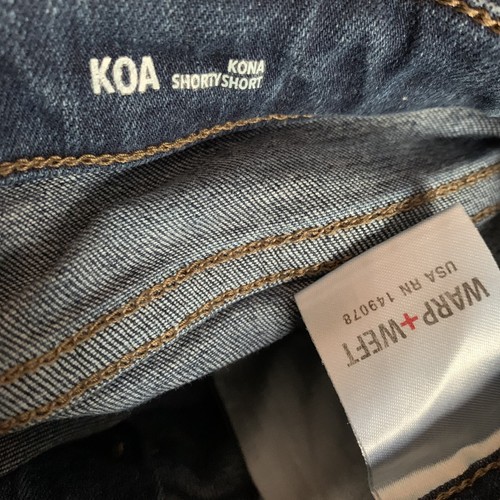 KOA
KONA
SHORTY SHORT
WARP+WEFT
USA RN 149078